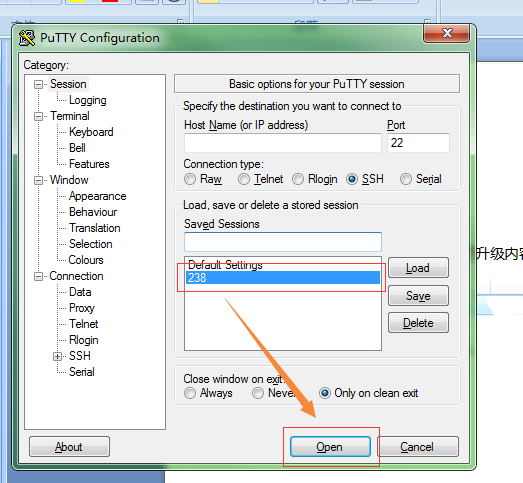 段落
PuTTY Configuration
Category:
Session
Logging
Terminal
Keyboard
Bell
Features
Window
Appearance
Behaviour
Translation
Selection
Colours
Connection
Data
Proxy
Telnet
Rlogin
SSH
Serial
Basic options for your PuTTY session
Specify the destination you want to connect to
Host Name (or IP address) Port
22
Connection type:
Raw Telnet Rlogin SSH Serial
Load, save or delete a stored session
Saved Sessions
Default Settings
238
Load
Save
Delete
Close window on exit:
Always Never Only on clean exit
About Open Cancel
升级内容